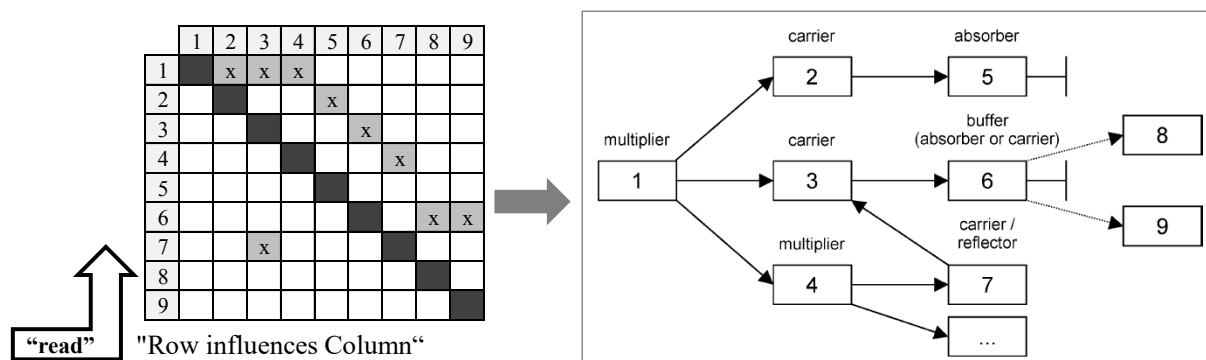 1 2 3 4 5 6 7 8 9
1 x x x
2 x
3 x
4 x
5
6 x x
7 x
8
9
“read”
"Row influences Column“
carrier absorber
2 5
multiplier carrier buffer
(absorber or carrier)
1 3 6 8
9
multiplier carrier /
reflector
4 7
...